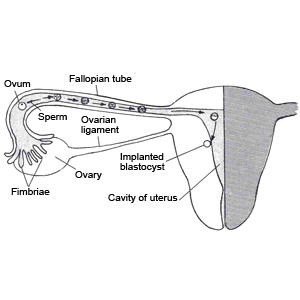 Ovum
Fallopian tube
Sperm
Ovarian
ligament
Implanted
blastocyst
Ovary
Fimbriae
Cavity of uterus